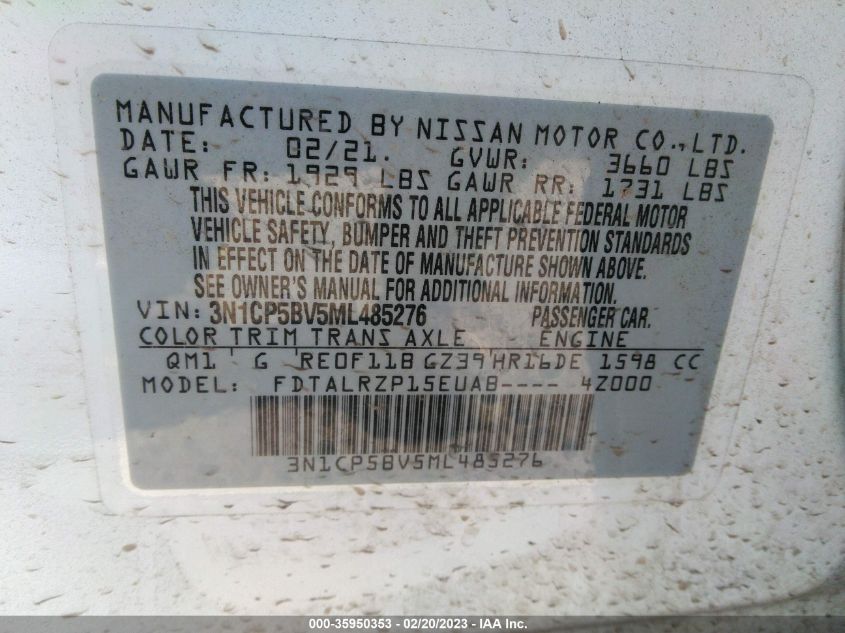 MANUFACTURED BY NISSAN MOTOR CO.,LTD.
DATE: 02/21. GVWR: 3660 LBS
GAWR FR: 1929 LBS GAWR RR: 1731 LBS
THIS VEHICLE CONFORMS TO ALL APPLICABLE FEDERAL MOTOR
VEHICLE SAFETY, BUMPER AND THEFT PREVENTION STANDARDS
IN EFFECT ON THE DATE OF MANUFACTURE SHOWN ABOVE.
SEE OWNER'S MANUAL FOR ADDITIONAL INFORMATION.
VIN: 3N1CP5BV5ML485276 PASSENGER CAR.
COLOR TRIM TRANS AXLE ENGINE
QM1 G RE0F11B GZ39 HR16DE 1598 CC
MODEL: FDTALRZP15EUAB---- 4Z000
3N1CP5BV5ML485276
000-35950353 — 02/20/2023 — IAA Inc.